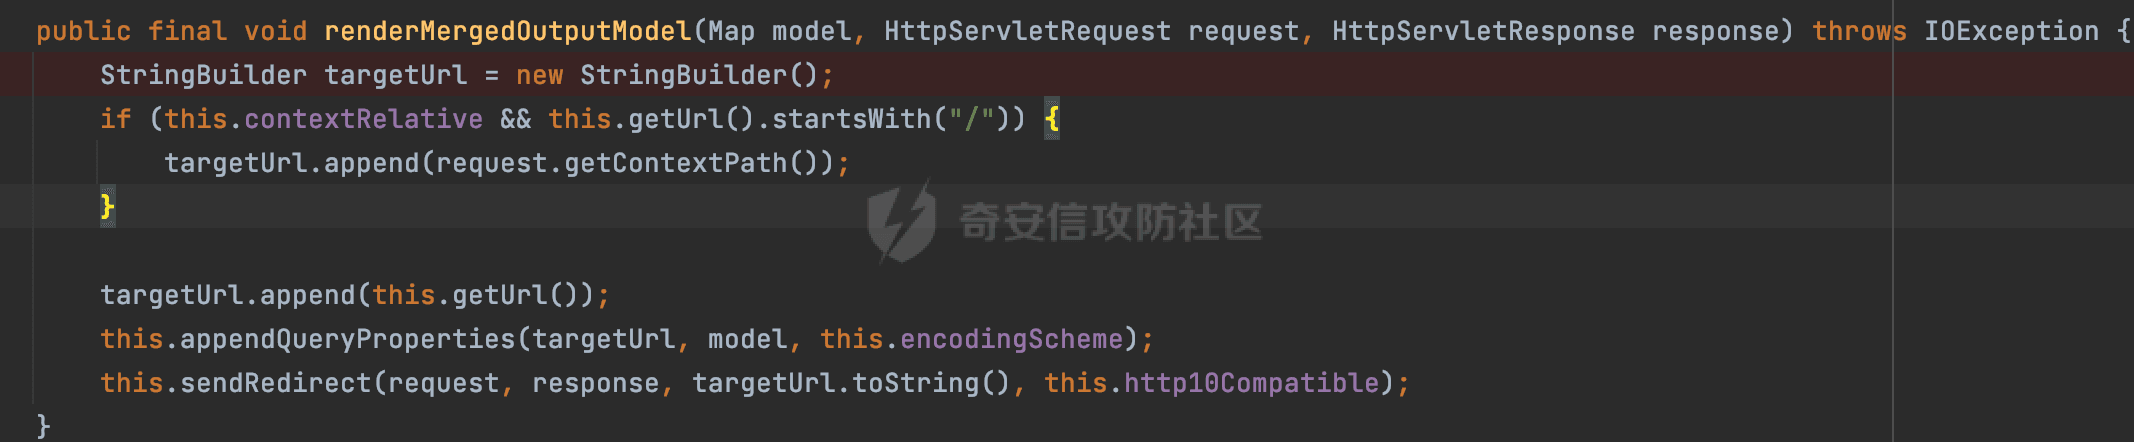 public final void renderMergedOutputModel(Map model, HttpServletRequest request, HttpServletResponse response) throws IOException {
    StringBuilder targetUrl = new StringBuilder();
    if (this.contextRelative && this.getUrl().startsWith("/")) {
        targetUrl.append(request.getContextPath());
    }
奇安信攻防社区
    targetUrl.append(this.getUrl());
    this.appendQueryProperties(targetUrl, model, this.encodingScheme);
    this.sendRedirect(request, response, targetUrl.toString(), this.http10Compatible);
}